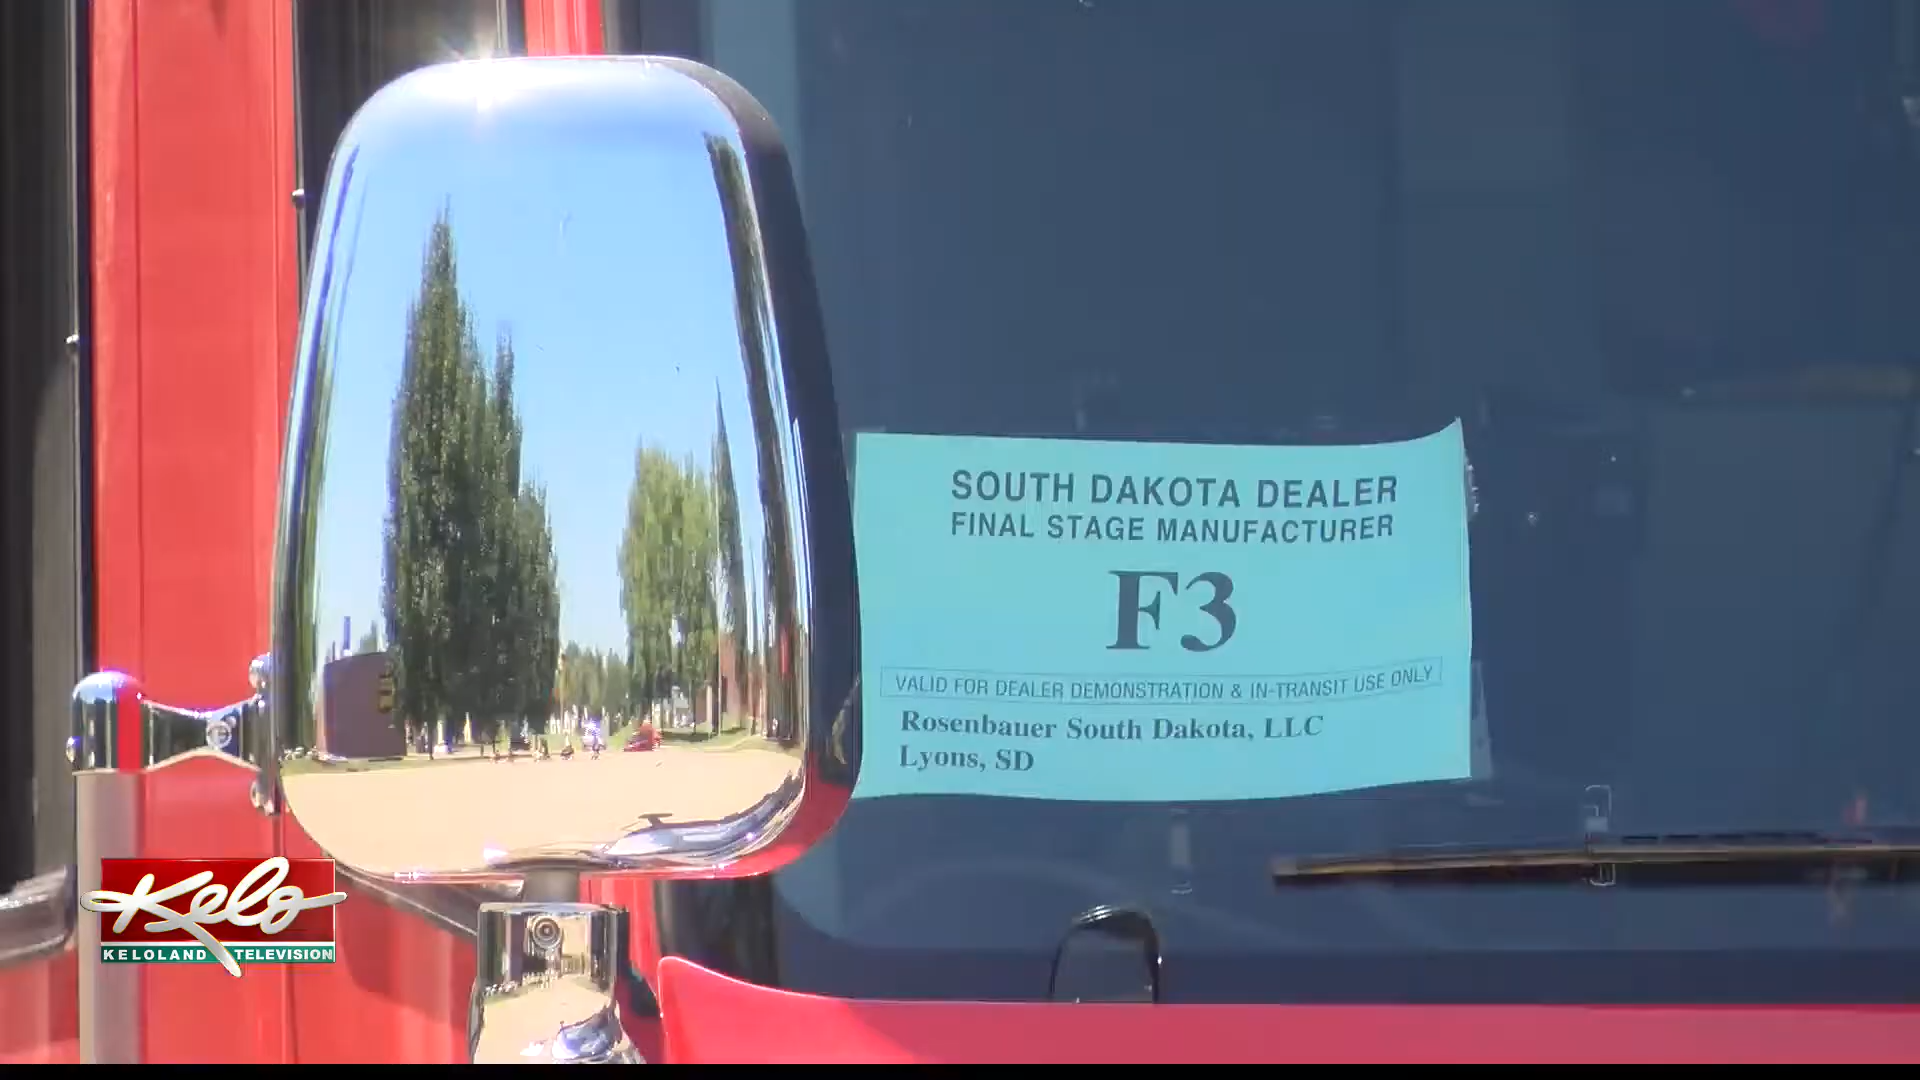 SOUTH DAKOTA DEALER
FINAL STAGE MANUFACTURER
F3
VALID FOR DEALER DEMONSTRATION & IN-TRANSIT USE ONLY
Rosenbauer South Dakota, LLC
Lyons, SD
Kelo
KELOLAND TELEVISION